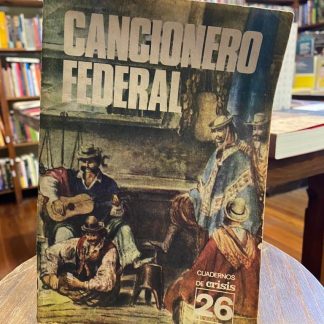 CANCIONERO
FEDERAL
CUADERNOS
DE crisis
26